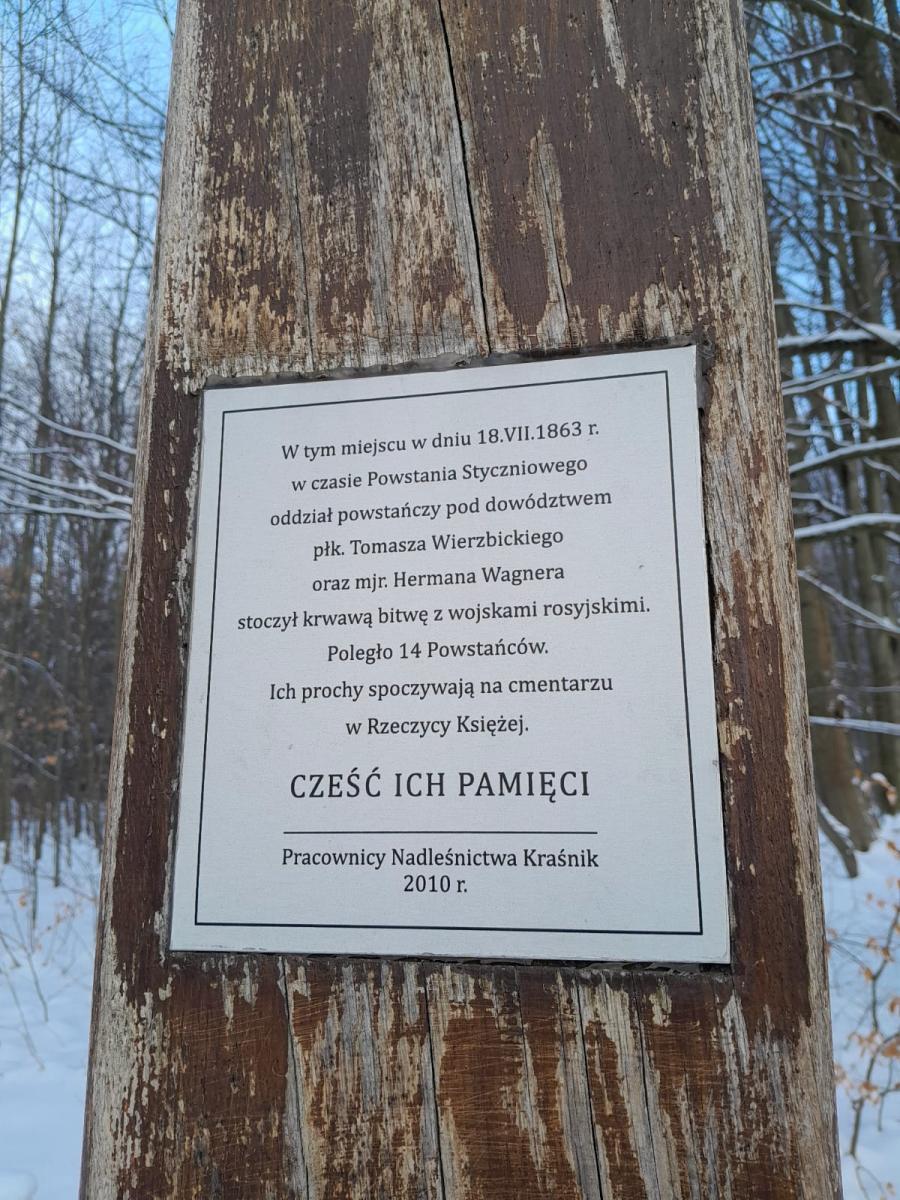 W tym miejscu w dniu 18.VII.1863 r.
w czasie Powstania Styczniowego
oddział powstańczy pod dowództwem
płk. Tomasza Wierzbickiego
oraz mjr. Hermana Wagnera
stoczył krwawą bitwę z wojskami rosyjskimi.
Poległo 14 Powstańców.
Ich prochy spoczywają na cmentarzu
w Rzeczycy Księżej.
CZEŚĆ ICH PAMIĘCI
Pracownicy Nadleśnictwa Kraśnik
2010 r.